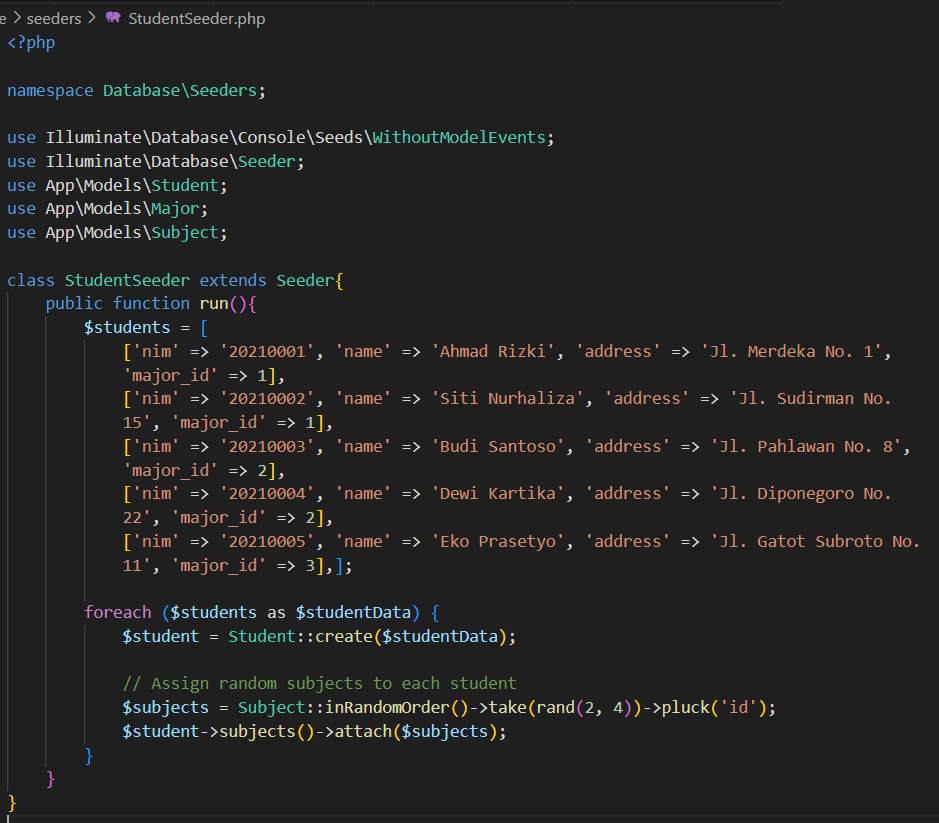 e > seeders > StudentSeeder.php
<?php
namespace Database\Seeders;
use Illuminate\Database\Console\Seeds\WithoutModelEvents;
use Illuminate\Database\Seeder;
use App\Models\Student;
use App\Models\Major;
use App\Models\Subject;
class StudentSeeder extends Seeder{
    public function run(){
        $students = [
            ['nim' => '20210001', 'name' => 'Ahmad Rizki', 'address' => 'Jl. Merdeka No. 1',
            'major_id' => 1],
            ['nim' => '20210002', 'name' => 'Siti Nurhaliza', 'address' => 'Jl. Sudirman No.
            15', 'major_id' => 1],
            ['nim' => '20210003', 'name' => 'Budi Santoso', 'address' => 'Jl. Pahlawan No. 8',
            'major_id' => 2],
            ['nim' => '20210004', 'name' => 'Dewi Kartika', 'address' => 'Jl. Diponegoro No.
            22', 'major_id' => 2],
            ['nim' => '20210005', 'name' => 'Eko Prasetyo', 'address' => 'Jl. Gatot Subroto No.
            11', 'major_id' => 3],];
        foreach ($students as $studentData) {
            $student = Student::create($studentData);
            // Assign random subjects to each student
            $subjects = Subject::inRandomOrder()->take(rand(2, 4))->pluck('id');
            $student->subjects()->attach($subjects);
        }
    }
}